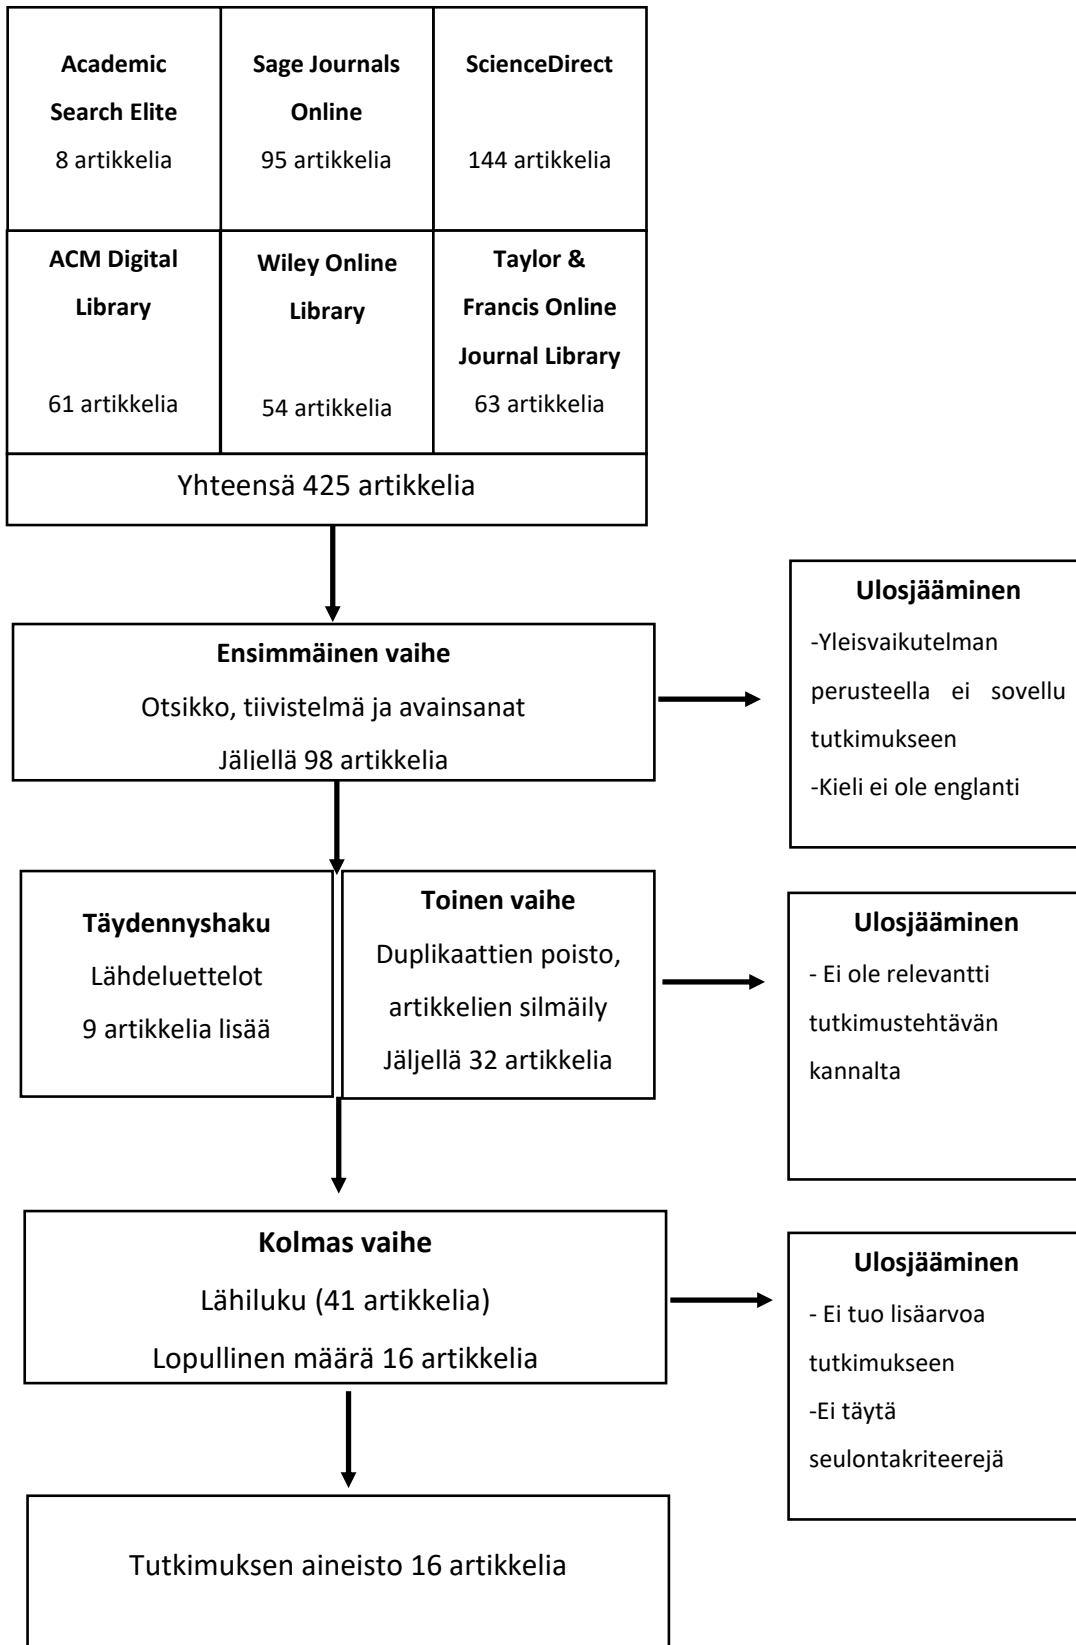 Academic
Search Elite
8 artikkelia
Sage Journals
Online
95 artikkelia
ScienceDirect
144 artikkelia
ACM Digital
Library
61 artikkelia
Wiley Online
Library
54 artikkelia
Taylor &
Francis Online
Journal Library
63 artikkelia
Yhteensä 425 artikkelia
Ensimmäinen vaihe
Otsikko, tiivistelmä ja avainsanat
Jäljellä 98 artikkelia
Ulosjääminen
-Yleisvaikutelman
perusteella ei sovellu
tutkimukseen
-Kieli ei ole englanti
Täydennyshaku
Lähdeluettelot
9 artikkelia lisää
Toinen vaihe
Duplikaattien poisto,
artikkelien silmäily
Jäljellä 32 artikkelia
Ulosjääminen
- Ei ole relevantti
tutkimustehtävän
kannalta
Kolmas vaihe
Lähiluku (41 artikkelia)
Lopullinen määrä 16 artikkelia
Ulosjääminen
- Ei tuo lisäarvoa
tutkimukseen
-Ei täytä
seulontakriteerejä
Tutkimuksen aineisto 16 artikkelia